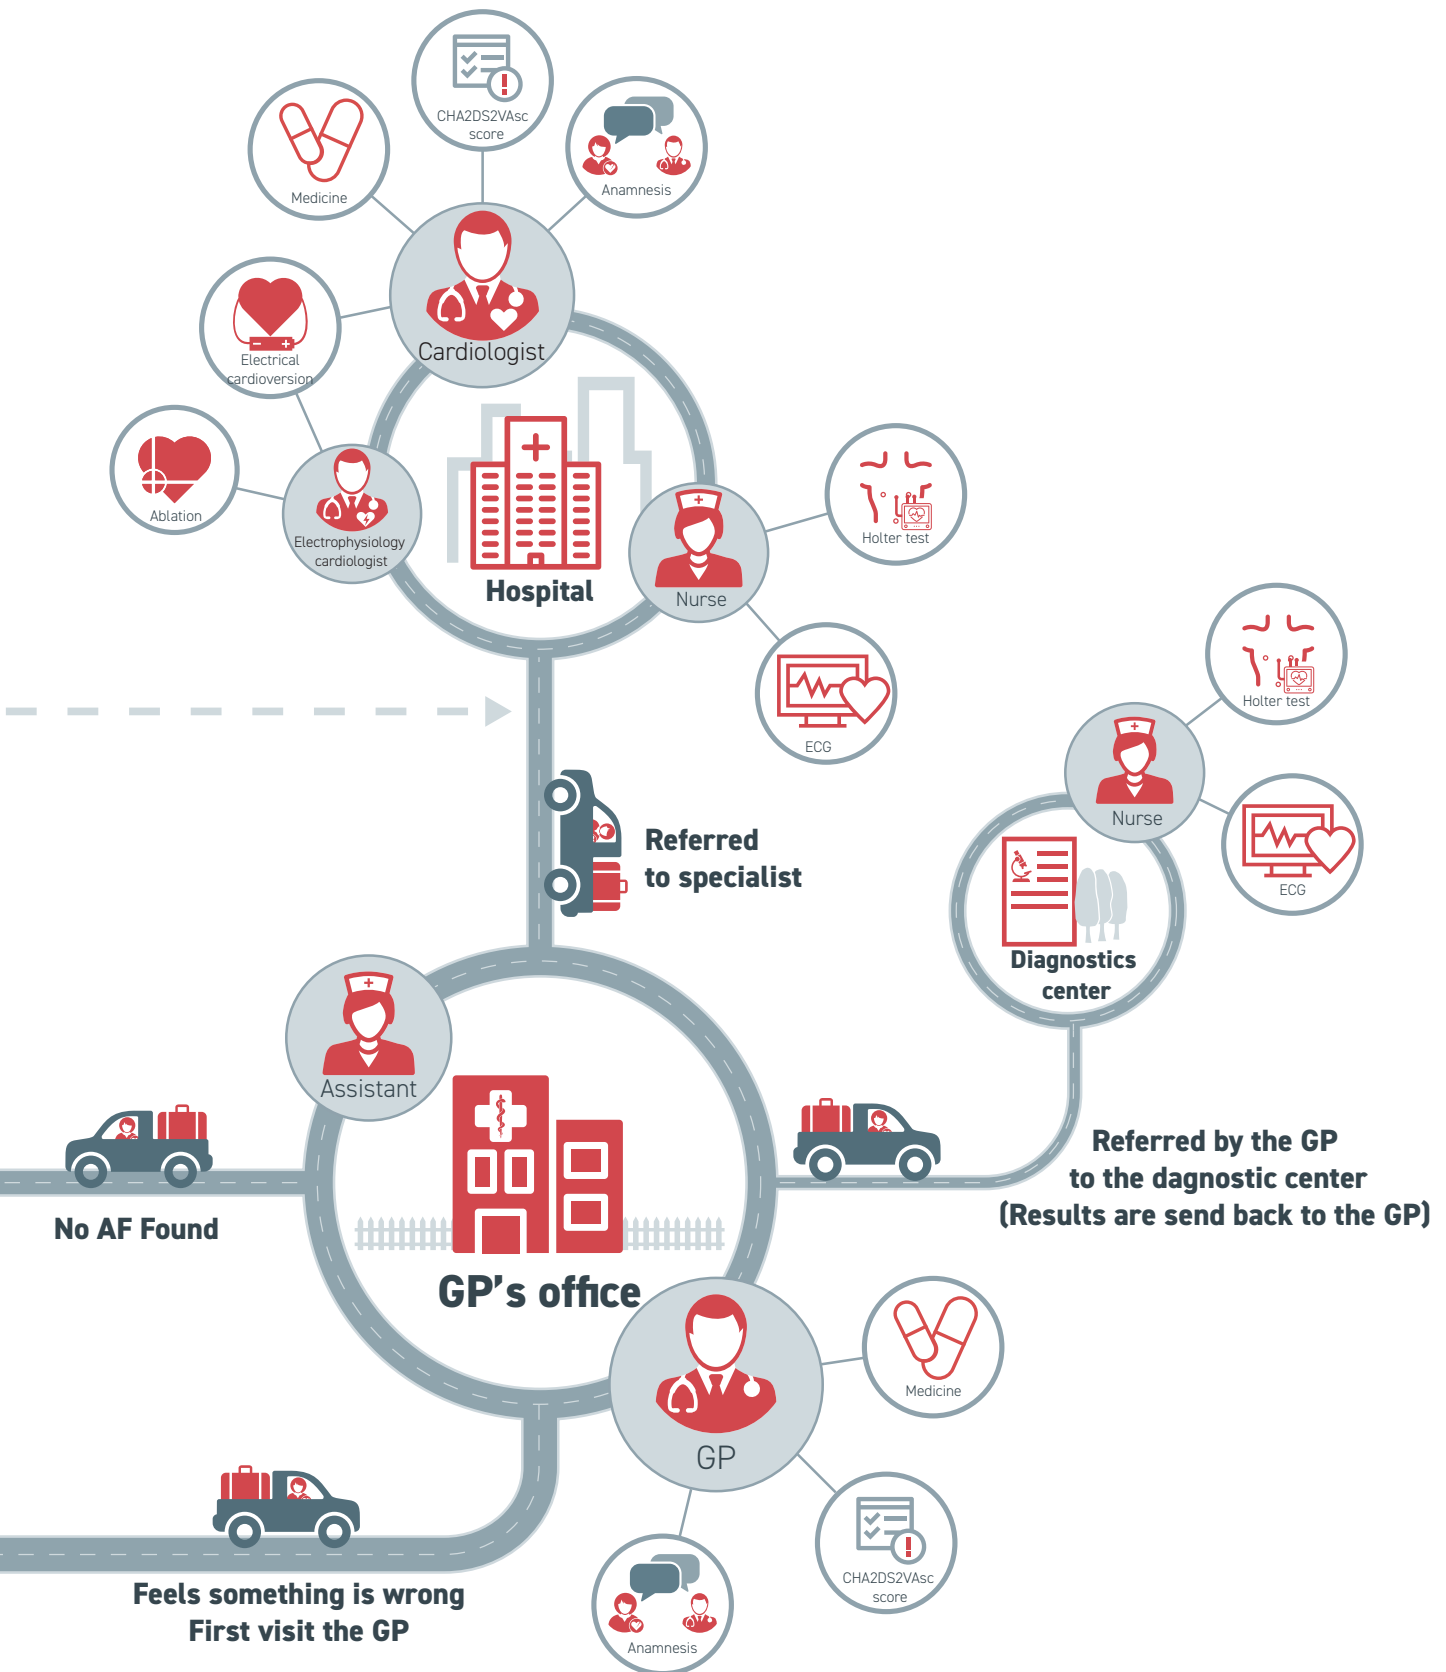 CHA2DS2VAsc
score
Medicine
Anamnesis
Cardiologist
Electrical
cardioversion
Ablation
Electrophysiology
cardiologist
Hospital
Nurse
Holter test
ECG
Holter test
Nurse
ECG
Referred
to specialist
Diagnostics
center
Assistant
No AF Found
Referred by the GP
to the dagnostic center
(Results are send back to the GP)
GP's office
GP
Medicine
CHA2DS2VAsc
score
Anamnesis
Feels something is wrong
First visit the GP